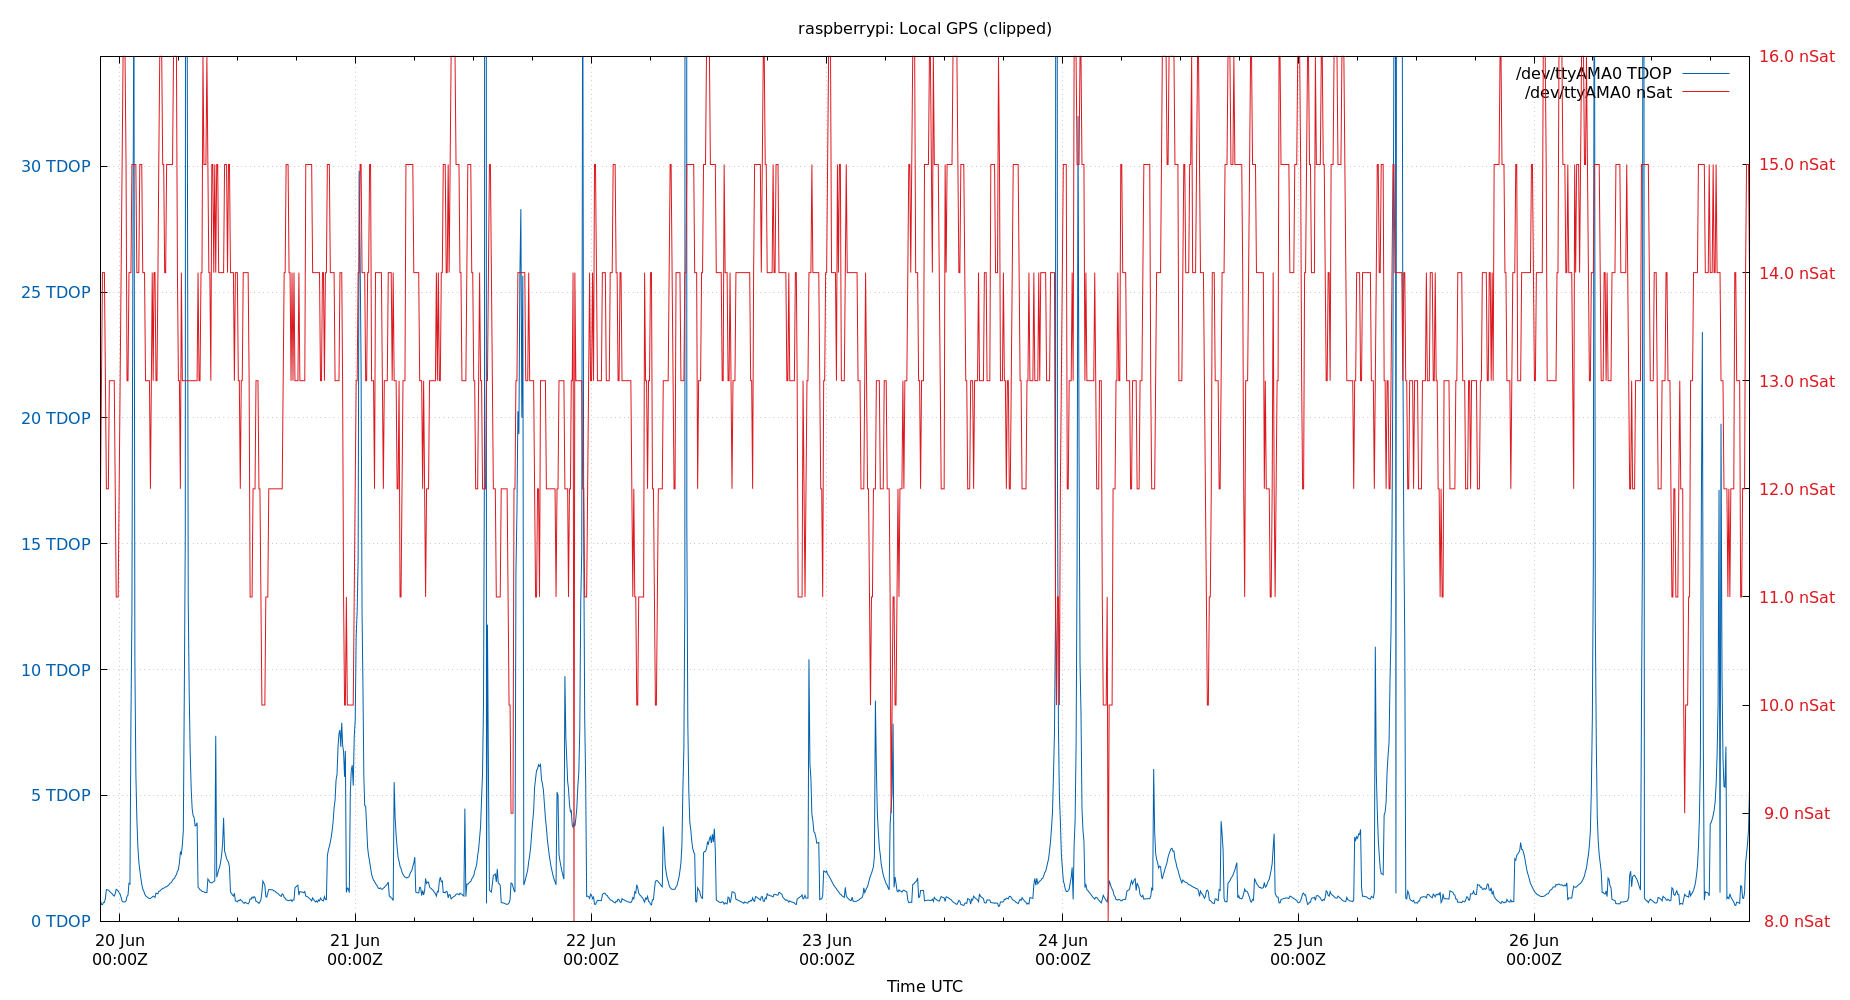 raspberrypi: Local GPS (clipped)
/dev/ttyAMA0 TDOP
/dev/ttyAMA0 nSat
30 TDOP
25 TDOP
20 TDOP
15 TDOP
10 TDOP
5 TDOP
0 TDOP
16.0 nSat
15.0 nSat
14.0 nSat
13.0 nSat
12.0 nSat
11.0 nSat
10.0 nSat
9.0 nSat
8.0 nSat
20 Jun
00:00Z
21 Jun
00:00Z
22 Jun
00:00Z
23 Jun
00:00Z
24 Jun
00:00Z
25 Jun
00:00Z
26 Jun
00:00Z
Time UTC